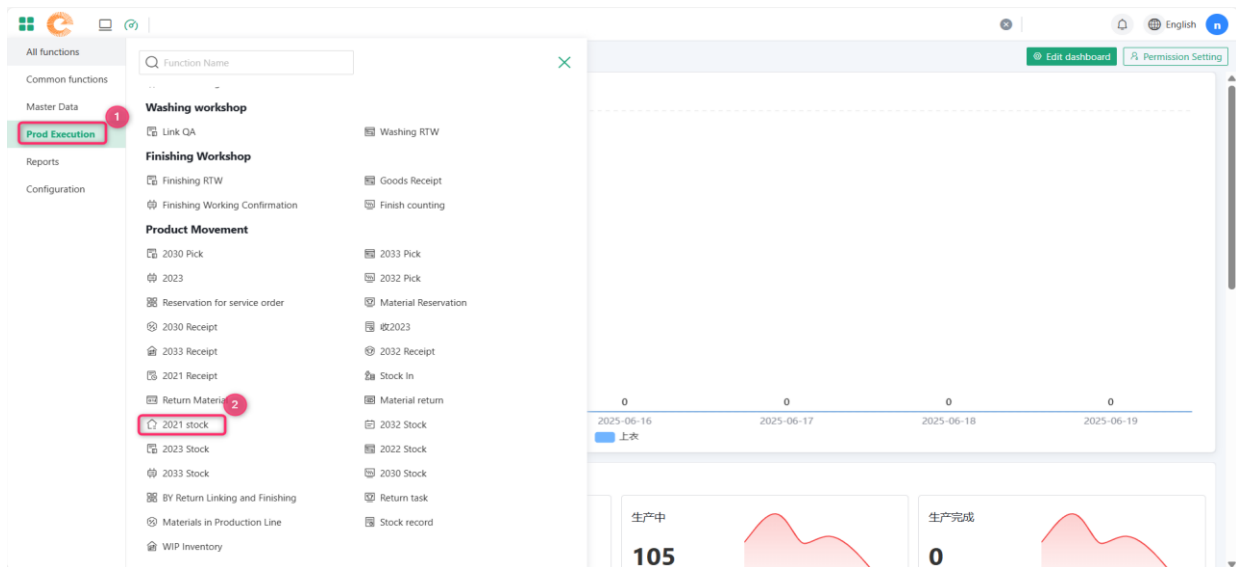 English
n
All functions
Common functions
Master Data
1
Prod Execution
Reports
Configuration
Function Name
Edit dashboard
Permission Setting
Washing workshop
Link QA
Washing RTW
Finishing Workshop
Finishing RTW
Goods Receipt
Finishing Working Confirmation
Finish counting
Product Movement
2030 Pick
2033 Pick
2023
2032 Pick
Reservation for service order
Material Reservation
2030 Receipt
收2023
2033 Receipt
2032 Receipt
2021 Receipt
Stock In
Return Materia
Material return
2
2021 stock
2032 Stock
2023 Stock
2022 Stock
2033 Stock
2030 Stock
BY Return Linking and Finishing
Return task
Materials in Production Line
Stock record
WIP Inventory
0 0 0 0
2025-06-16 2025-06-17 2025-06-18 2025-06-19
上衣
生产中
105
生产完成
0